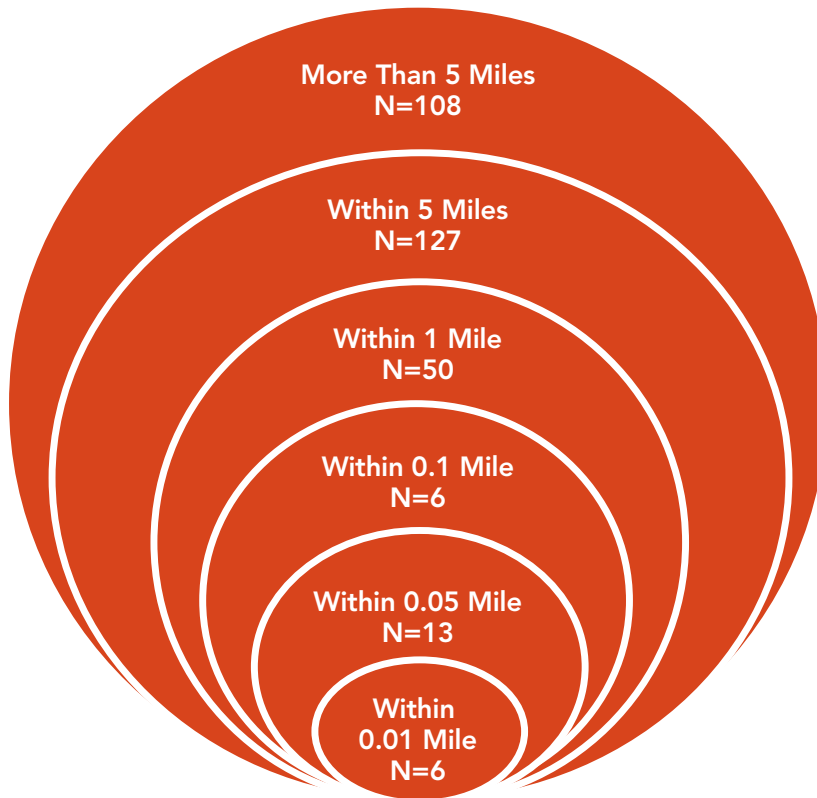 More Than 5 Miles
N=108
Within 5 Miles
N=127
Within 1 Mile
N=50
Within 0.1 Mile
N=6
Within 0.05 Mile
N=13
Within
0.01 Mile
N=6